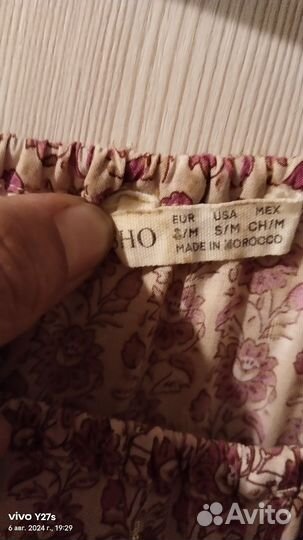 HO
EUR USA MEX
S/M S/M CH/M
MADE IN MOROCCO
vivo Y27s
6 авг. 2024 г., 19:29
Avito